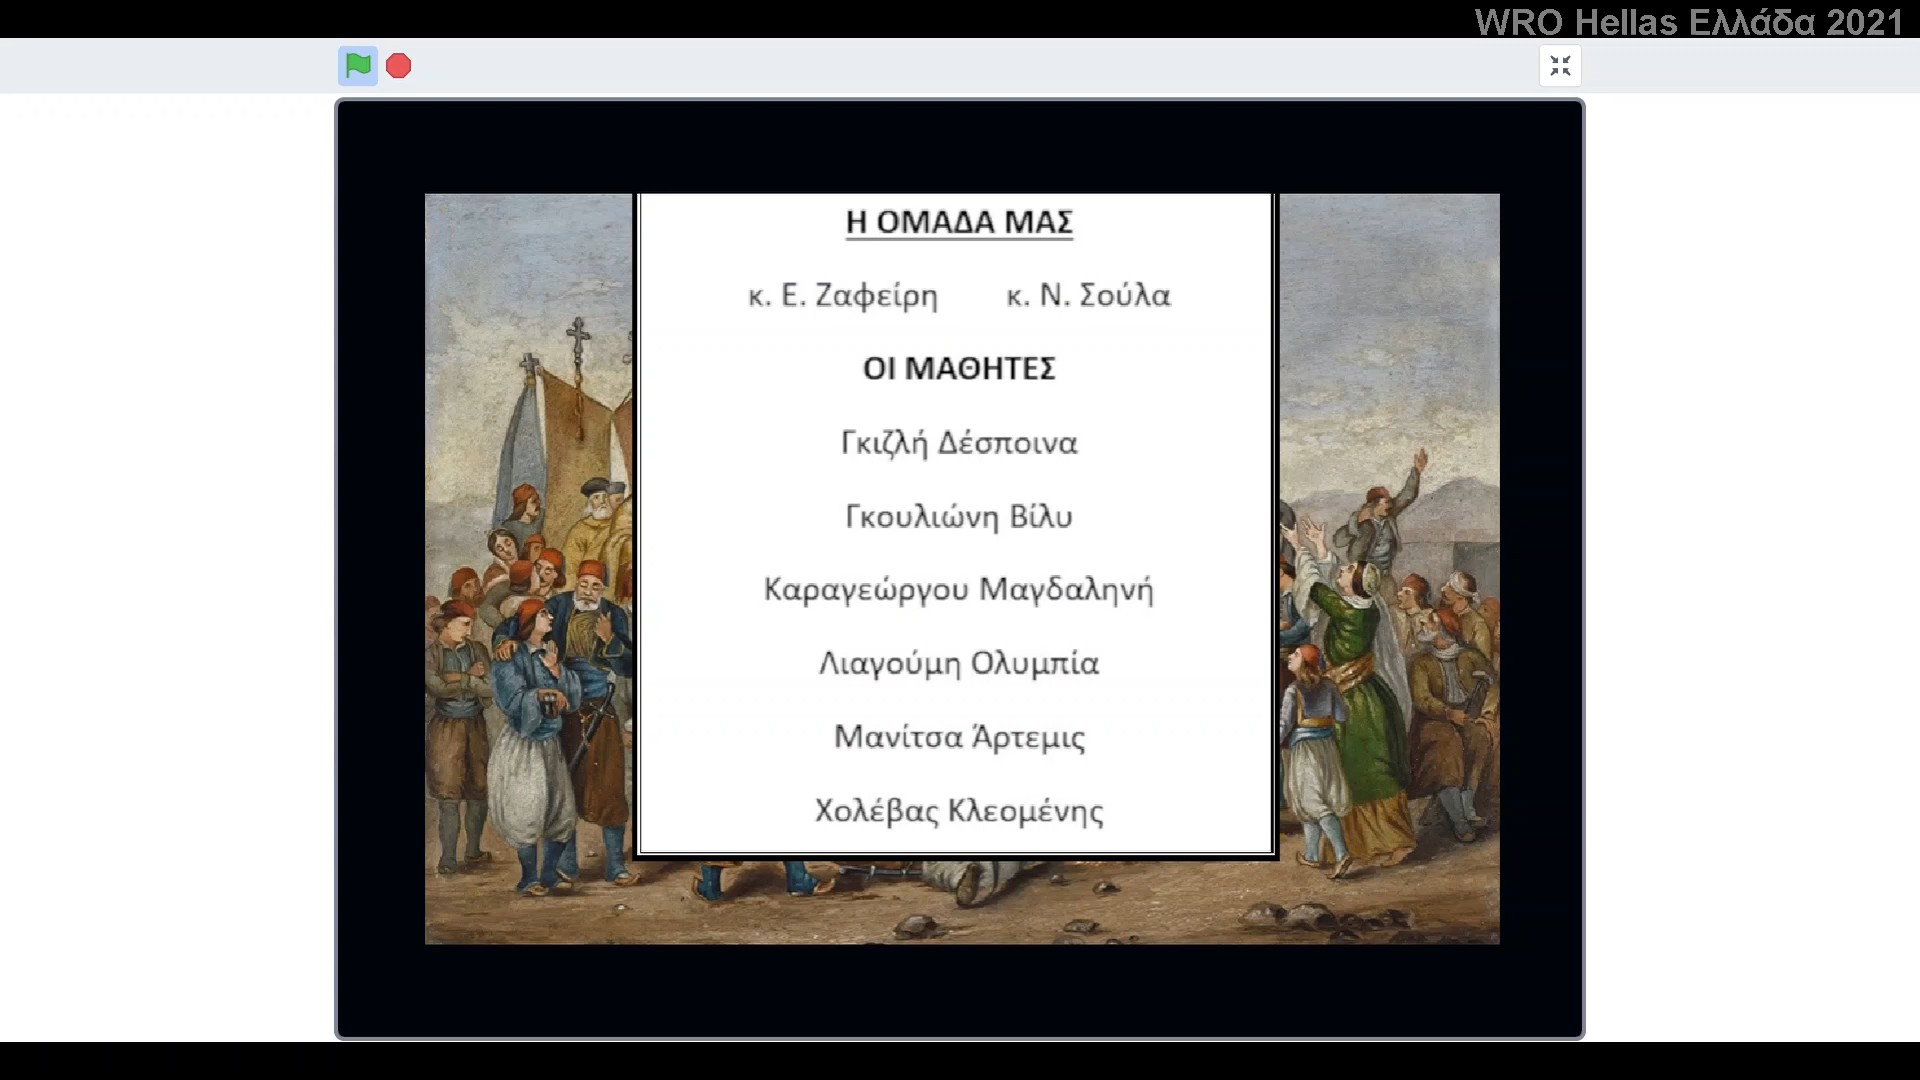 WRO Hellas Ελλάδα 2021
Η ΟΜΑΔΑ ΜΑΣ
κ. Ε. Ζαφείρη κ. Ν. Σούλα
ΟΙ ΜΑΘΗΤΕΣ
Γκιζλή Δέσποινα
Γκουλιώνη Βίλυ
Καραγεώργου Μαγδαληνή
Λιαγούμη Ολυμπία
Μανίτσα Άρτεμις
Χολέβας Κλεομένης